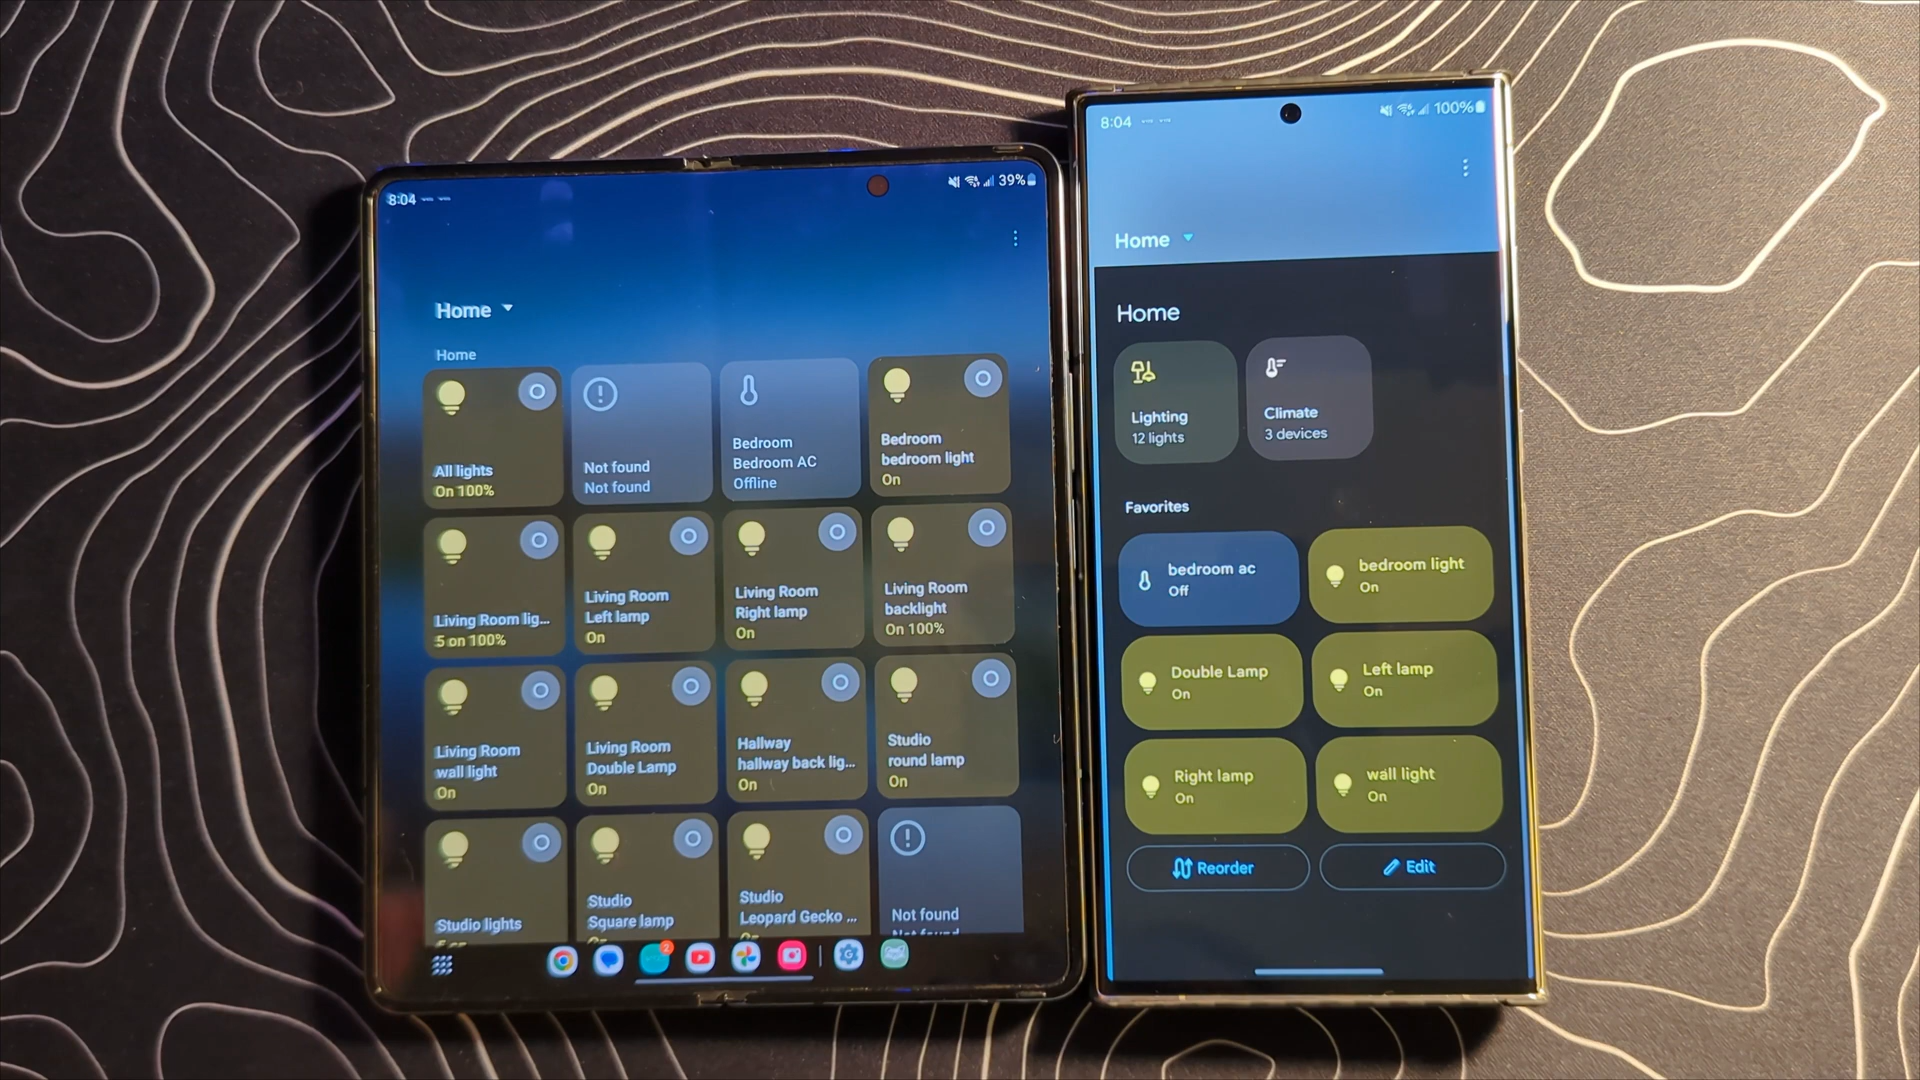 8:04
39%
Home
Home
All lights
On 100%
Not found
Not found
Bedroom
Bedroom AC
Offline
Bedroom
bedroom light
On
Living Room lig...
5 on 100%
Living Room
Left lamp
On
Living Room
Right lamp
On
Living Room
backlight
On 100%
Living Room
wall light
On
Living Room
Double Lamp
On
Hallway
hallway back lig...
On
Studio
round lamp
On
Studio lights
Studio
Square lamp
On
Studio
Leopard Gecko ...
On
Not found
Not found
2
8:04
100%
Home
Home
Lighting
12 lights
Climate
3 devices
Favorites
bedroom ac
Off
bedroom light
On
Double Lamp
On
Left lamp
On
Right lamp
On
wall light
On
Reorder
Edit